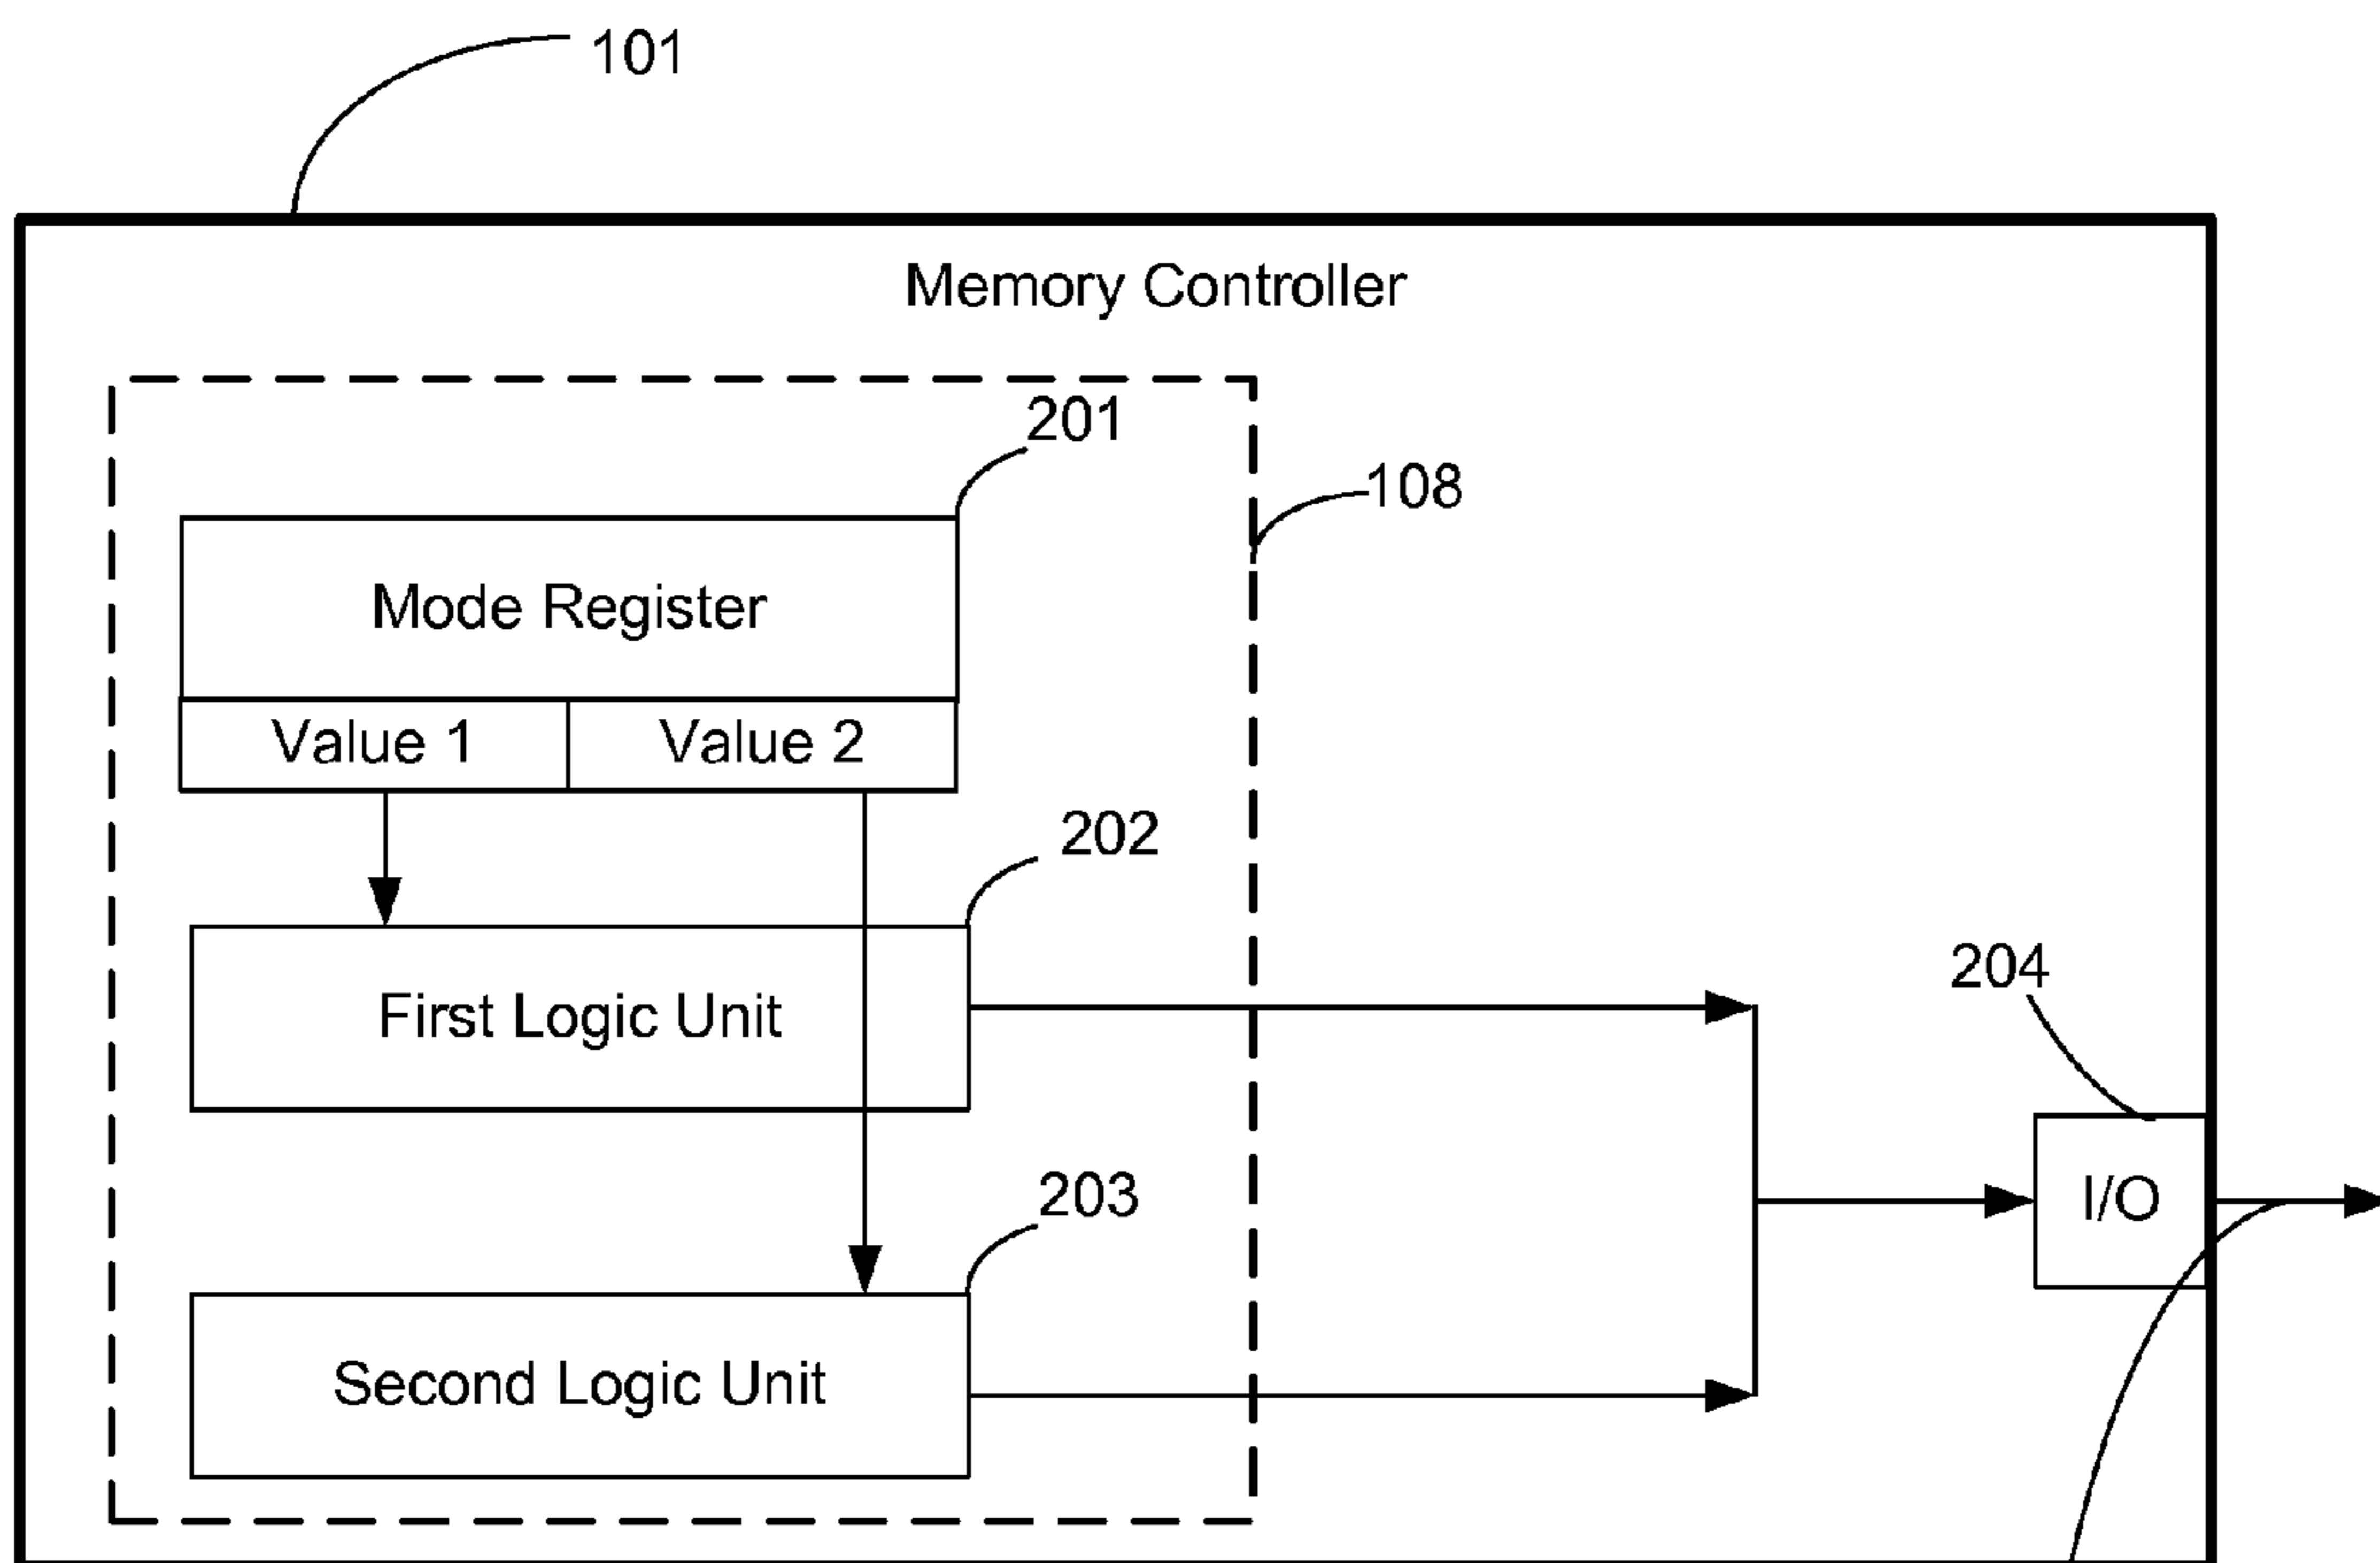 101
Memory Controller
201
108
Mode Register
Value 1
Value 2
202
204
First Logic Unit
203
I/O
Second Logic Unit